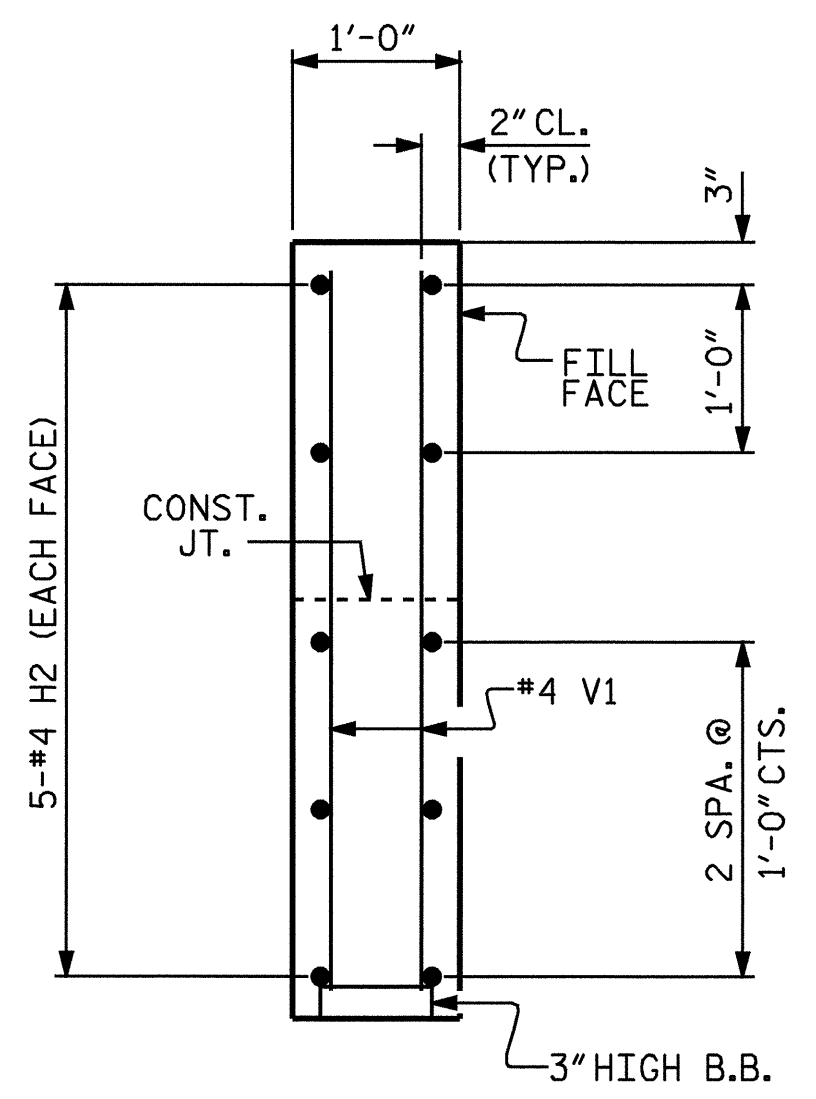 1'-0"
2" CL.
(TYP.)
3"
1'-0"
FILL
FACE
CONST.
JT.
5-#4 H2 (EACH FACE)
#4 V1
2 SPA. @
1'-0" CTS.
3" HIGH B.B.